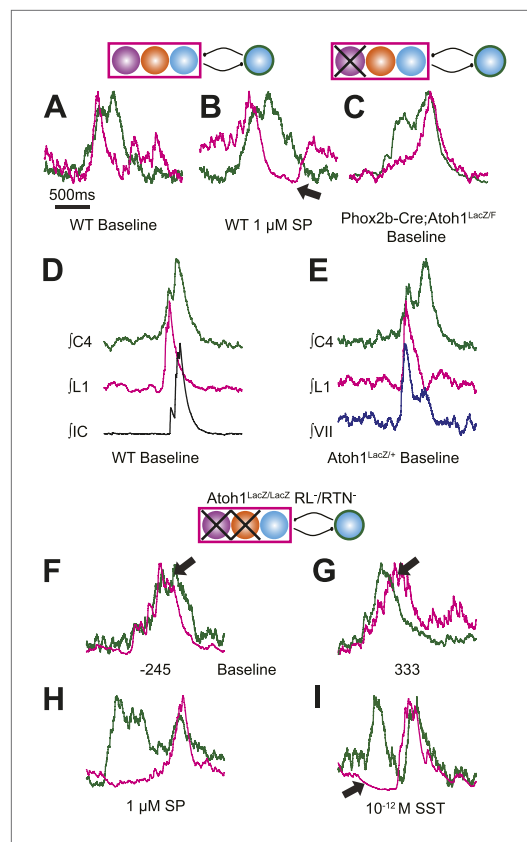 A
B
C
500ms
WT Baseline
WT 1 µM SP
Phox2b-Cre;Atoh1LacZ/F
Baseline
D
E
∫C4
∫C4
∫L1
∫L1
∫IC
∫VII
WT Baseline
Atoh1LacZ/+ Baseline
Atoh1LacZ/LacZ RL-/RTN-
F
G
-245
Baseline
333
H
I
1 µM SP
10-12 M SST